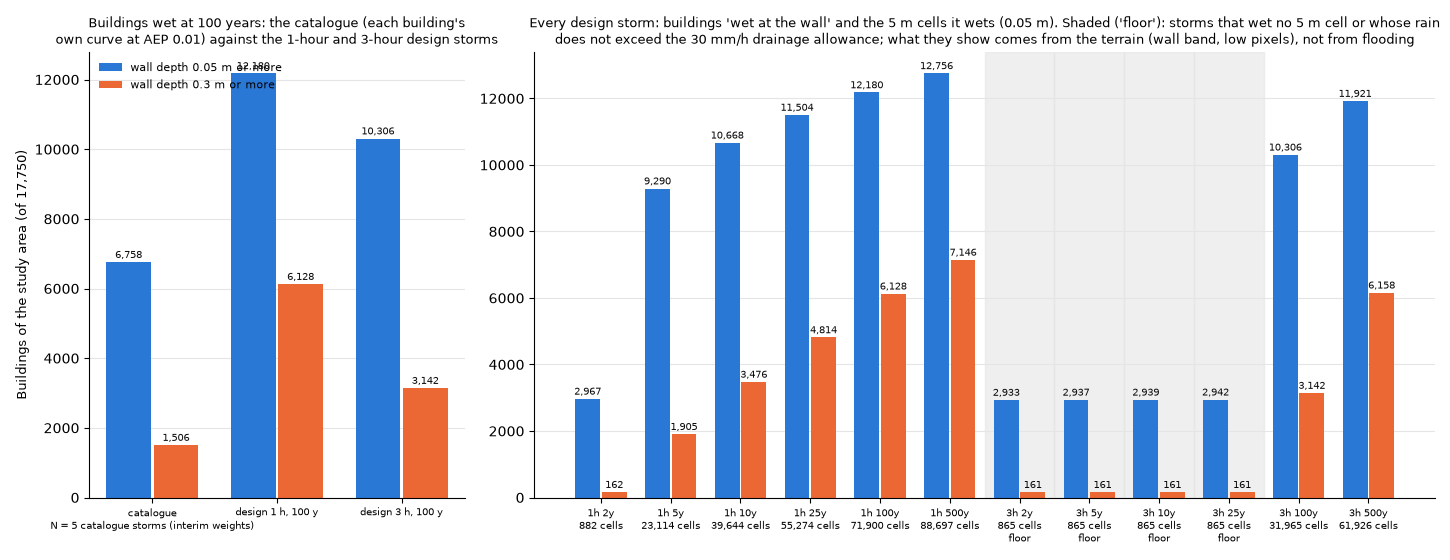 Buildings wet at 100 years: the catalogue (each building's
own curve at AEP 0.01) against the 1-hour and 3-hour design storms
wall depth 0.05 m or more
wall depth 0.3 m or more
Buildings of the study area (of 17,750)
12000
10000
8000
6000
4000
2000
0
6,758
1,506
12,180
6,128
10,306
3,142
catalogue
design 1 h, 100 y
design 3 h, 100 y
N = 5 catalogue storms (interim weights)
Every design storm: buildings 'wet at the wall' and the 5 m cells it wets (0.05 m). Shaded ('floor'): storms that wet no 5 m cell or whose rain
does not exceed the 30 mm/h drainage allowance; what they show comes from the terrain (wall band, low pixels), not from flooding
12000
10000
8000
6000
4000
2000
0
2,967
162
9,290
1,905
10,668
3,476
11,504
4,814
12,180
6,128
12,756
7,146
2,933
161
2,937
161
2,939
161
2,942
161
10,306
3,142
11,921
6,158
1h 2y
882 cells
1h 5y
23,114 cells
1h 10y
39,644 cells
1h 25y
55,274 cells
1h 100y
71,900 cells
1h 500y
88,697 cells
3h 2y
865 cells
floor
3h 5y
865 cells
floor
3h 10y
865 cells
floor
3h 25y
865 cells
floor
3h 100y
31,965 cells
3h 500y
61,926 cells